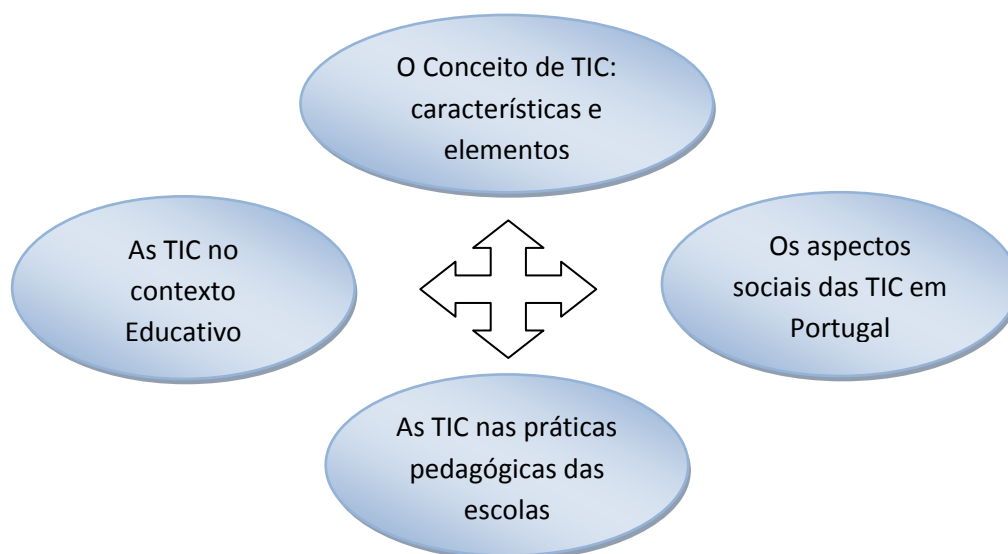 O Conceito de TIC:
característícas e
elementos
As TIC no
contexto
Educativo
Os aspectos
sociais das TIC em
Portugal
As TIC nas práticas
pedagógicas das
escolas